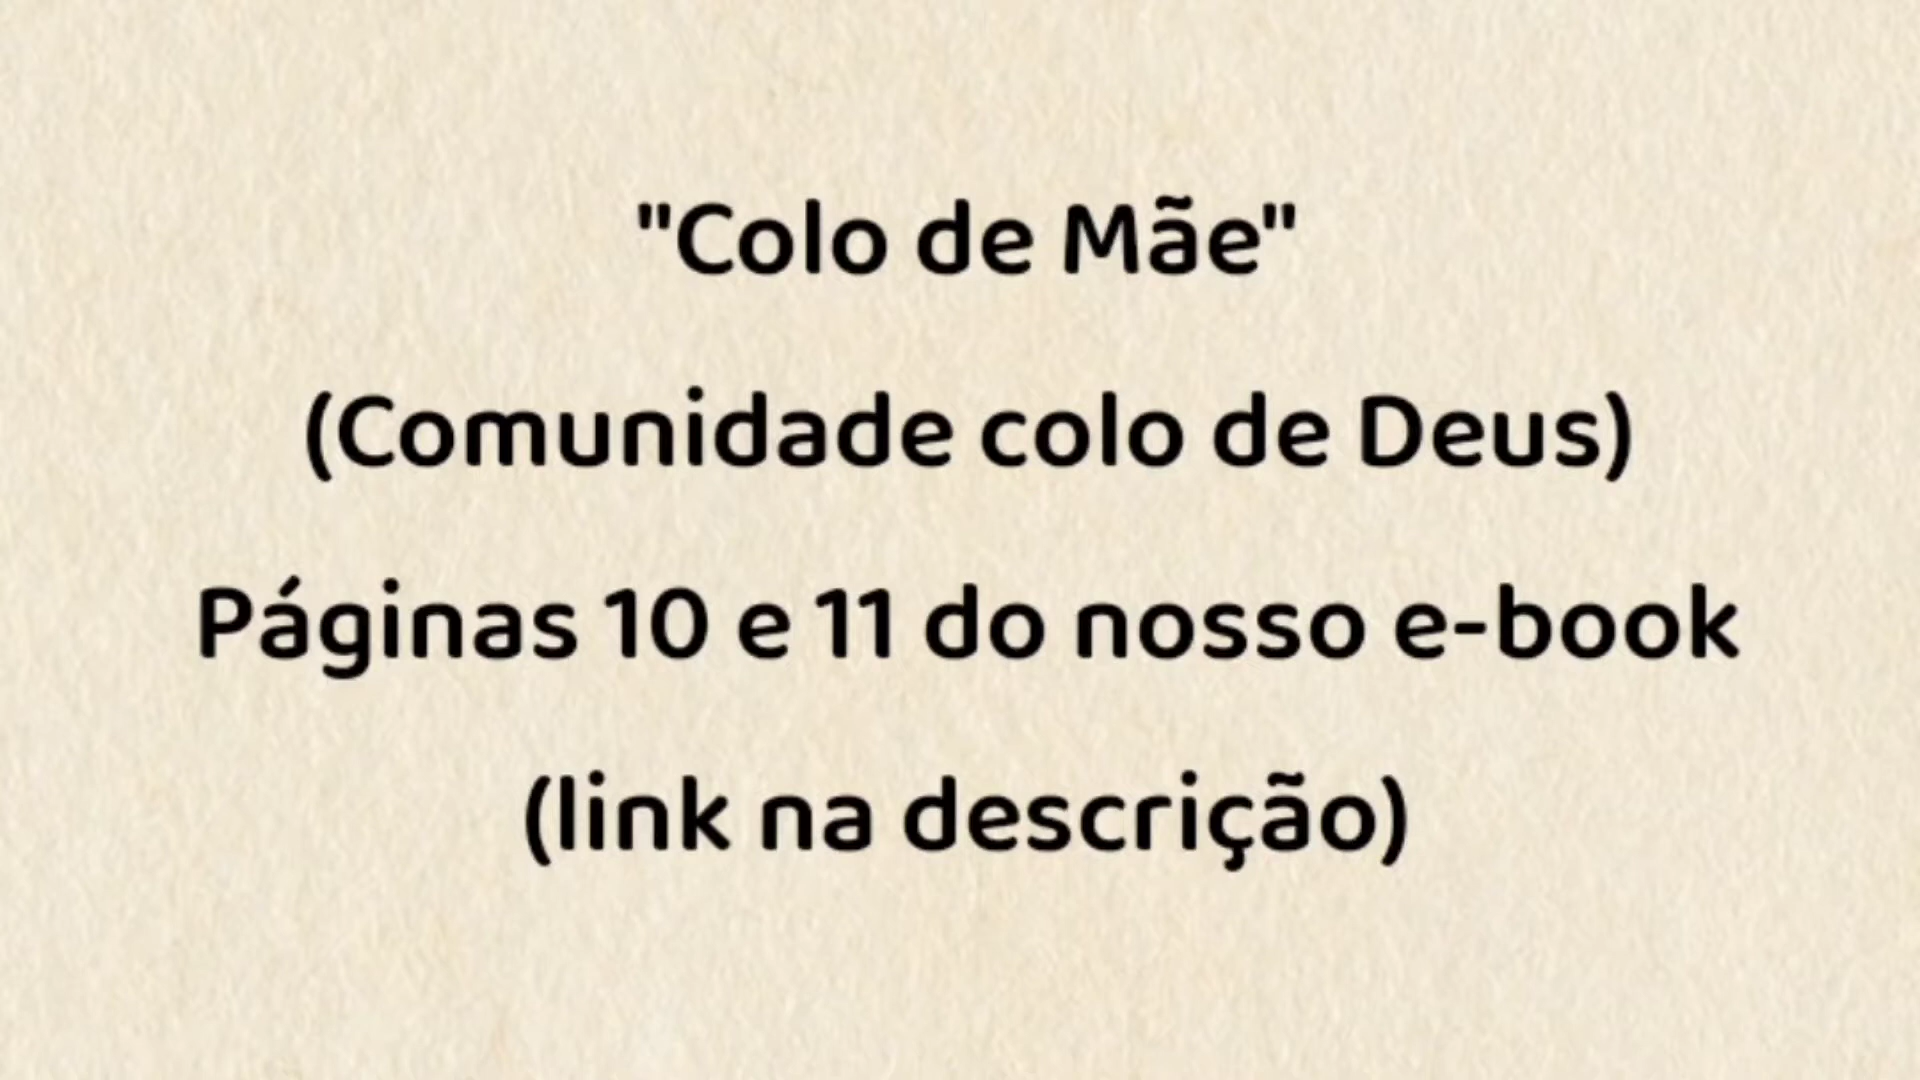 "Colo de Mãe"
(Comunidade colo de Deus)
Páginas 10 e 11 do nosso e-book
(link na descrição)